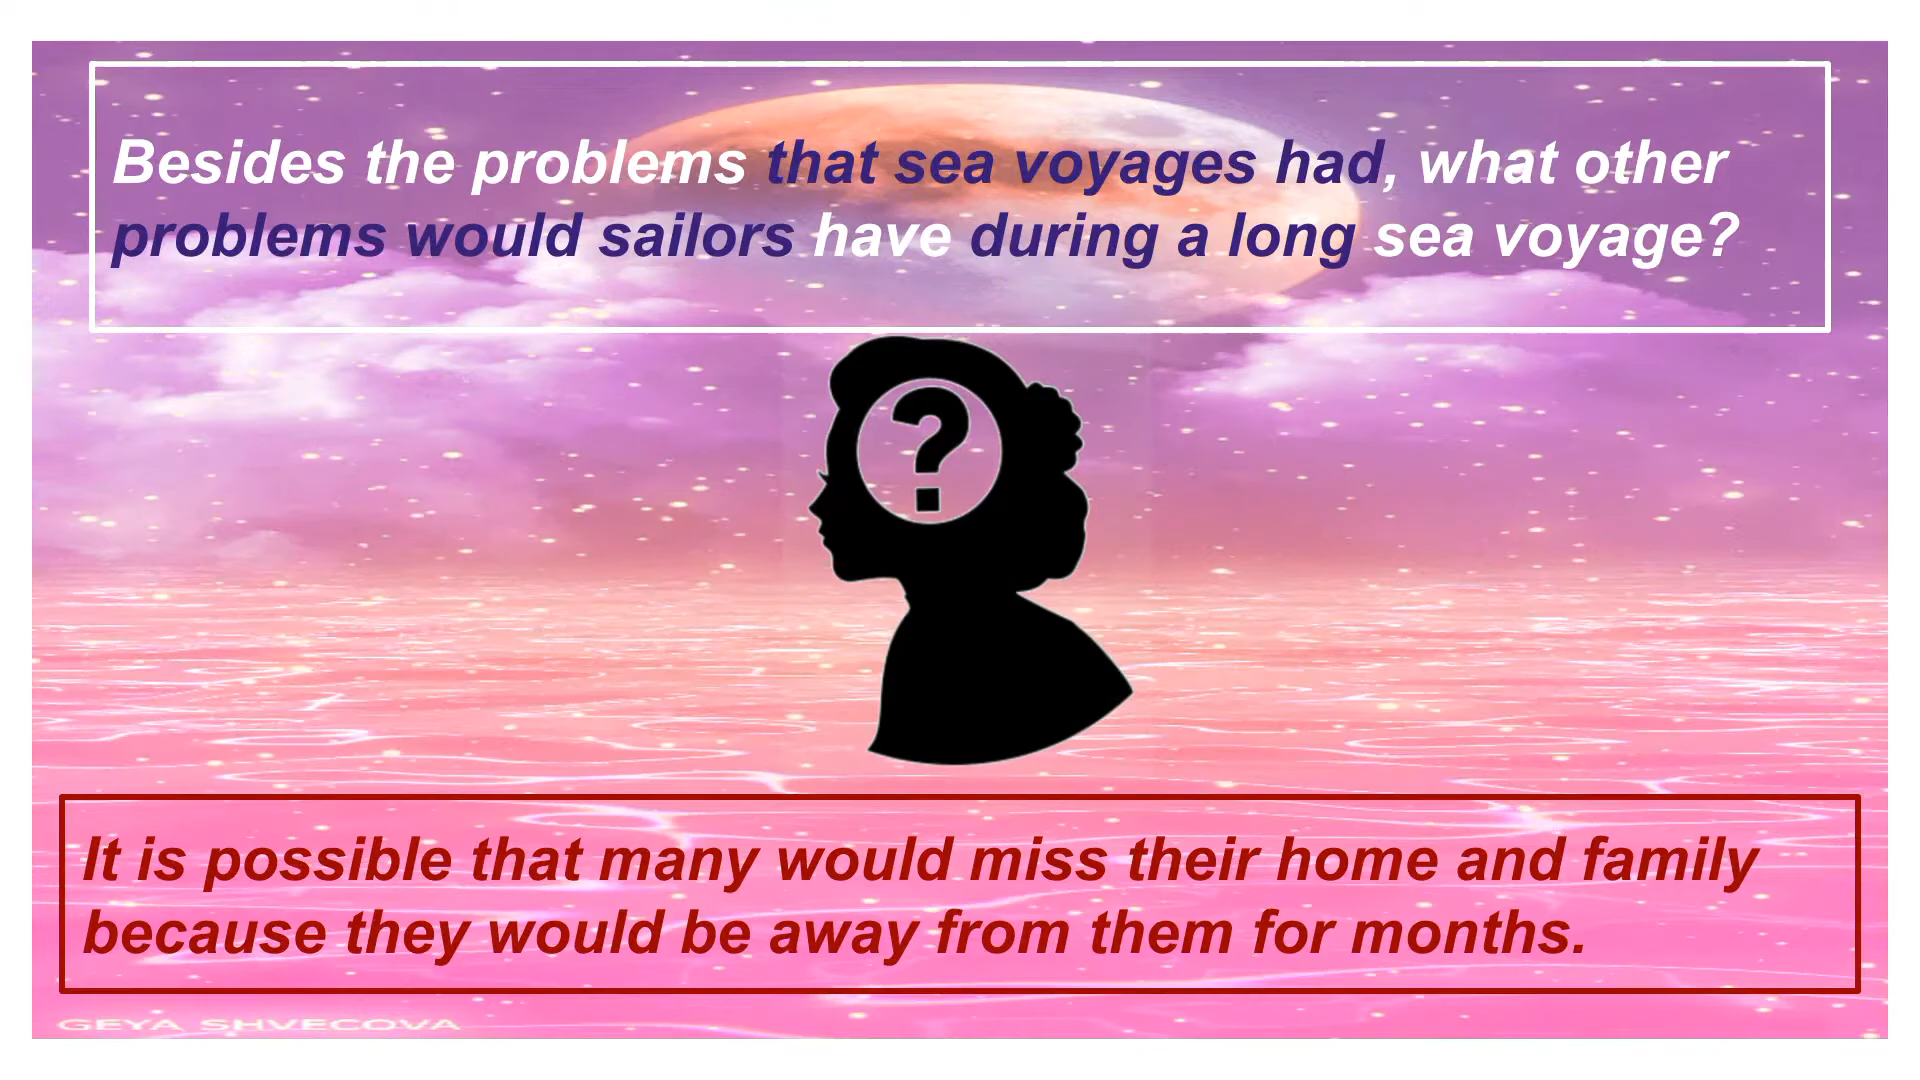 Besides the problems that sea voyages had, what other
problems would sailors have during a long sea voyage?
?
It is possible that many would miss their home and family
because they would be away from them for months.
GEYA SHVECOVA